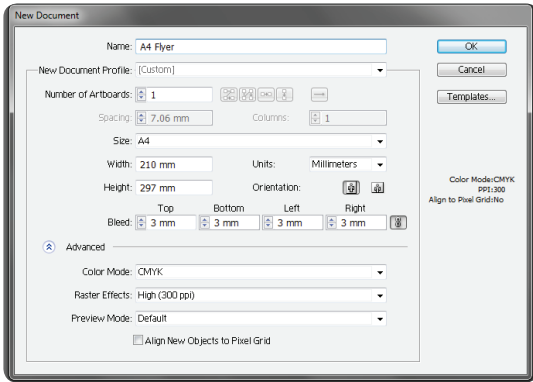 New Document
Name: A4 Flyer
OK
New Document Profile: [Custom]
Cancel
Number of Artboards: 1
Templates...
Spacing: 7.06 mm Columns: 1
Size: A4
Width: 210 mm Units: Millimeters
Height: 297 mm Orientation:
Color Mode:CMYK
PPI:300
Align to Pixel Grid:No
Top Bottom Left Right
Bleed: 3 mm 3 mm 3 mm 3 mm
Advanced
Color Mode: CMYK
Raster Effects: High (300 ppi)
Preview Mode: Default
Align New Objects to Pixel Grid